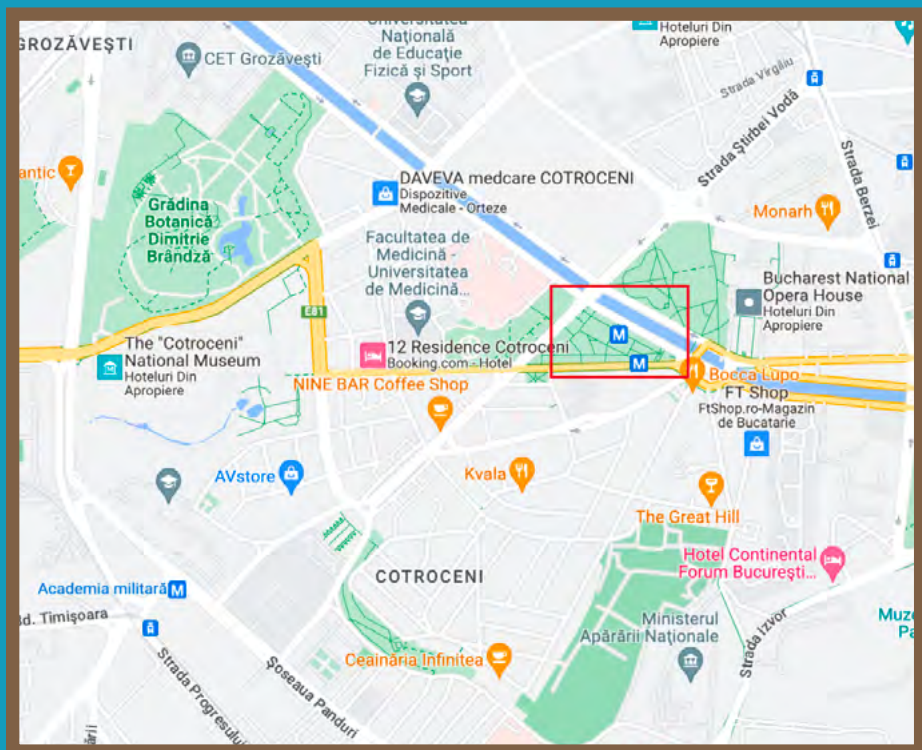 Universitatea
Națională
de Educație
Fizică și Sport
Hoteluri Din
Apropiere
GROZĂVEȘTI
CET Grozăvești
Strada Virgiliu
Strada Știrbei Vodă
Strada Berzei
antic
DAVEVA medcare COTROCENI
Dispozitive
Medicale - Orteze
Grădina
Botanică
Dimitrie
Brândză
Monarh
Facultatea de
Medicină -
Universitatea
de Medicină...
Bucharest National
Opera House
Hoteluri Din
Apropiere
E81
M
The "Cotroceni"
National Museum
Hoteluri Din
Apropiere
12 Residence Cotroceni
Booking.com - Hotel
M
Bocca Lupo
NINE BAR Coffee Shop
FT Shop
FtShop.ro-Magazin
de Bucatarie
AVstore
Kvala
The Great Hill
Hotel Continental
Forum București...
COTROCENI
Academia militară M
Bd. Timișoara
Ministerul
Apărării Naționale
Muze
Pa
Strada Izvor
Ceainăria Infinitea
Șoseaua Panduri
Strada Progresului
ării